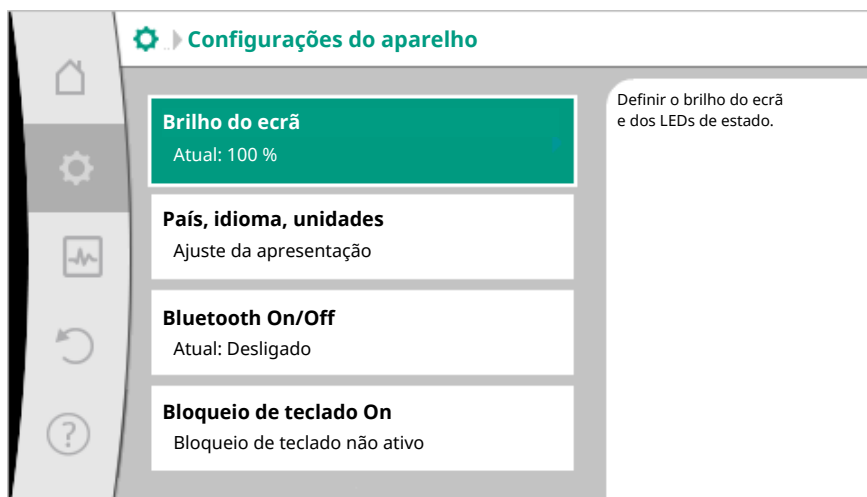 .. Configurações do aparelho
Brilho do ecrã
Atual: 100 %
País, idioma, unidades
Ajuste da apresentação
Bluetooth On/Off
Atual: Desligado
Bloqueio de teclado On
Bloqueio de teclado não ativo
Definir o brilho do ecrã
e dos LEDs de estado.
?